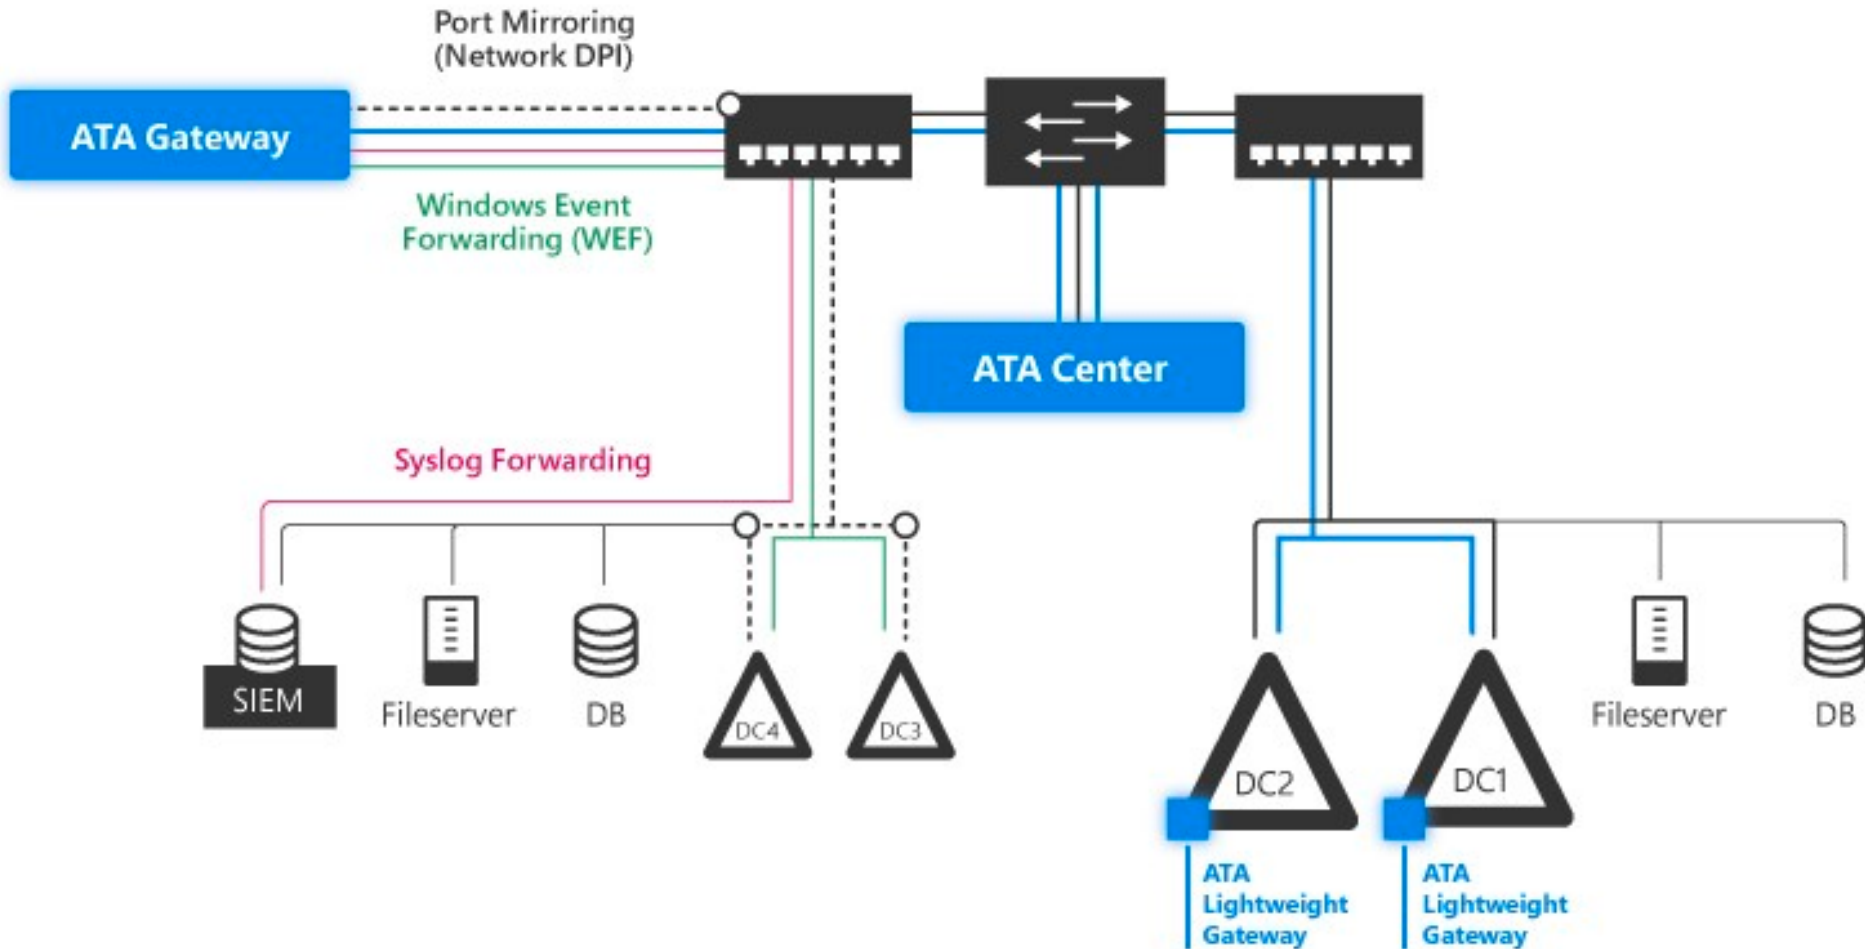 Port Mirroring
(Network DPI)
ATA Gateway
Windows Event
Forwarding (WEF)
ATA Center
Syslog Forwarding
SIEM
Fileserver
DB
DC4
DC3
DC2
DC1
Fileserver
DB
ATA
Lightweight
Gateway
ATA
Lightweight
Gateway